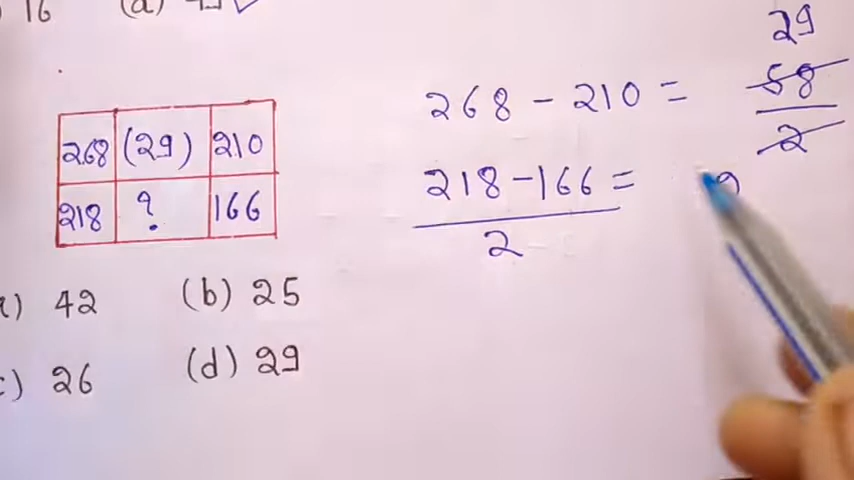 16 (d)
29
268 - 210 = 58
2
268 (29) 210
218 ? 166
218 - 166 =
2
42 (b) 25
26 (d) 29